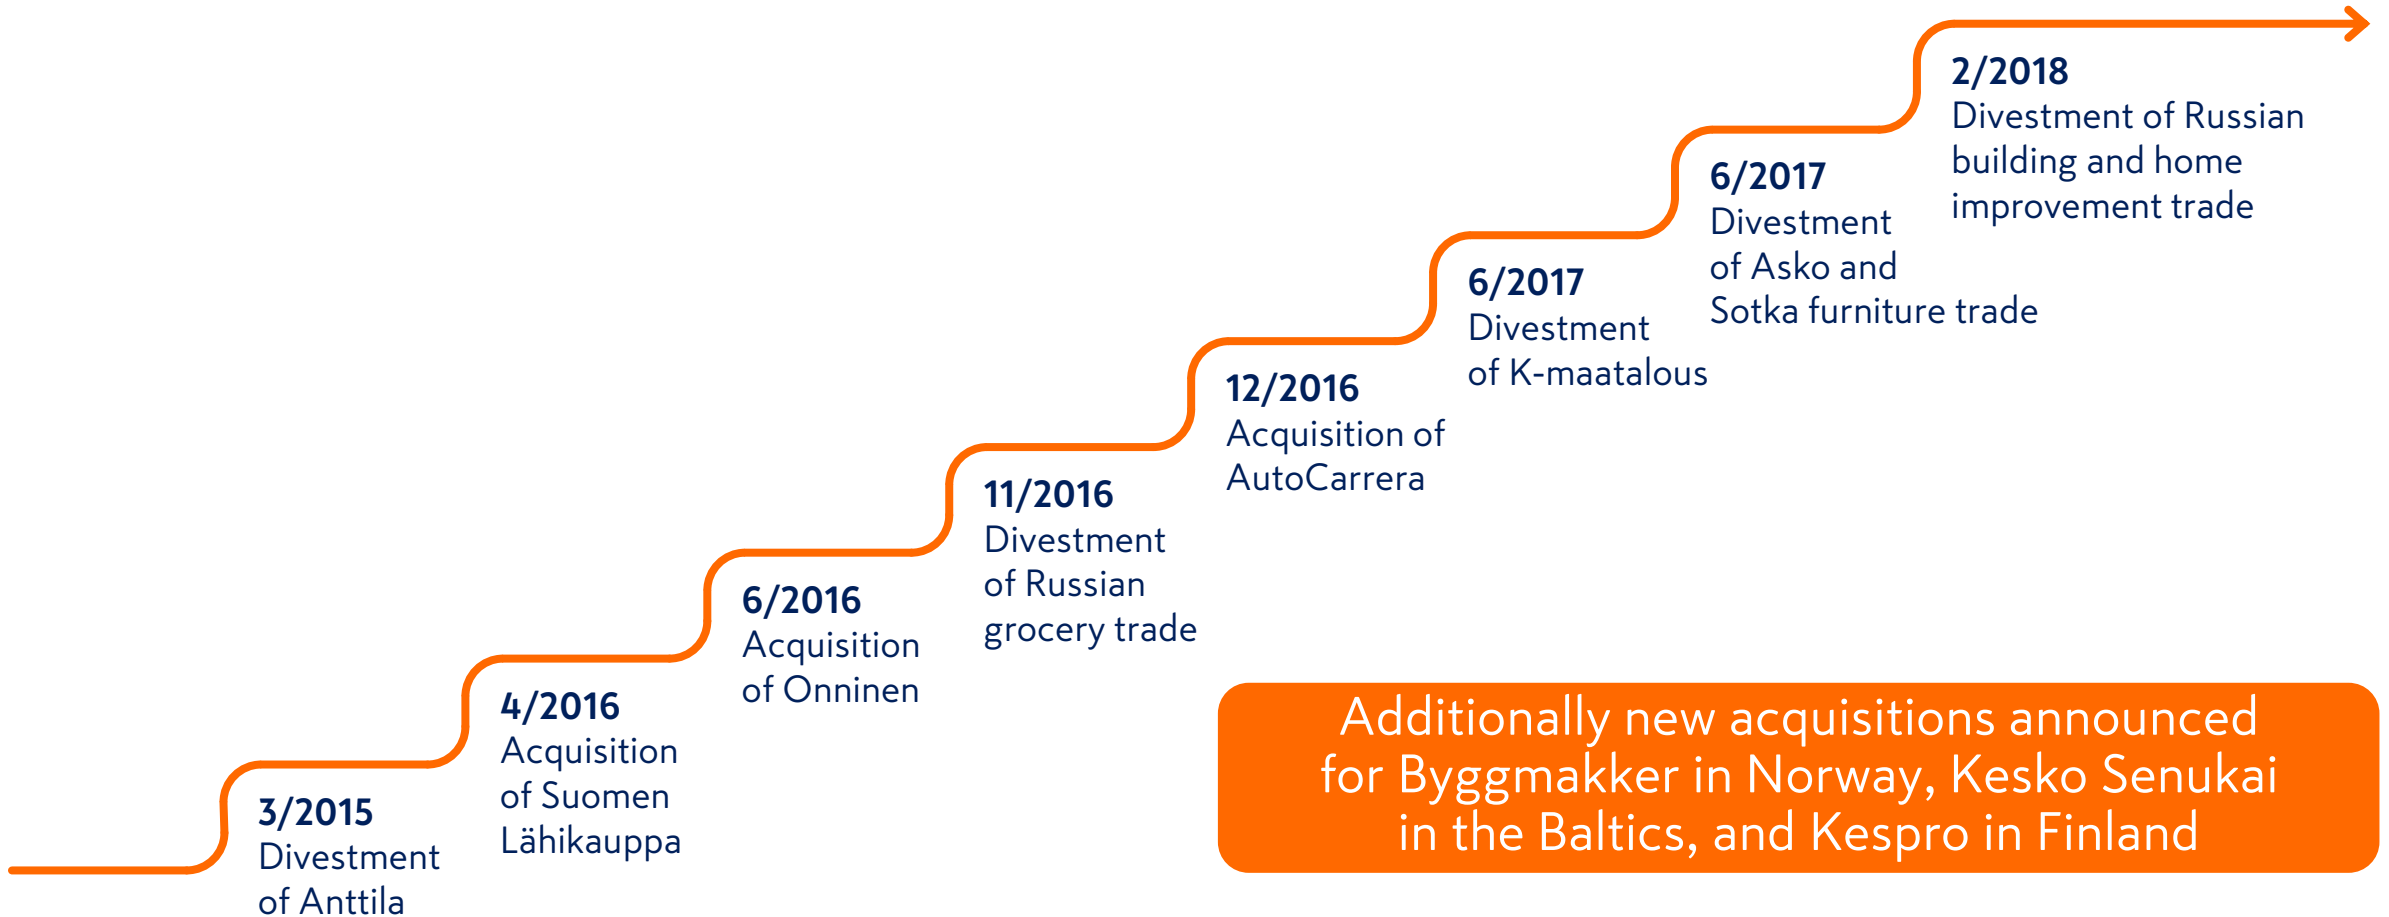 3/2015
Divestment
of Anttila
4/2016
Acquisition
of Suomen
Lähikauppa
6/2016
Acquisition
of Onninen
11/2016
Divestment
of Russian
grocery trade
12/2016
Acquisition of
AutoCarrera
6/2017
Divestment
of K-maatalous
6/2017
Divestment
of Asko and
Sotka furniture trade
2/2018
Divestment of Russian
building and home
improvement trade
Additionally new acquisitions announced
for Byggmakker in Norway, Kesko Senukai
in the Baltics, and Kespro in Finland